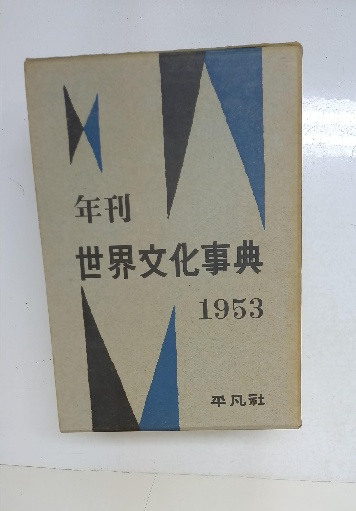 年刊
世界文化事典
1953
平凡社